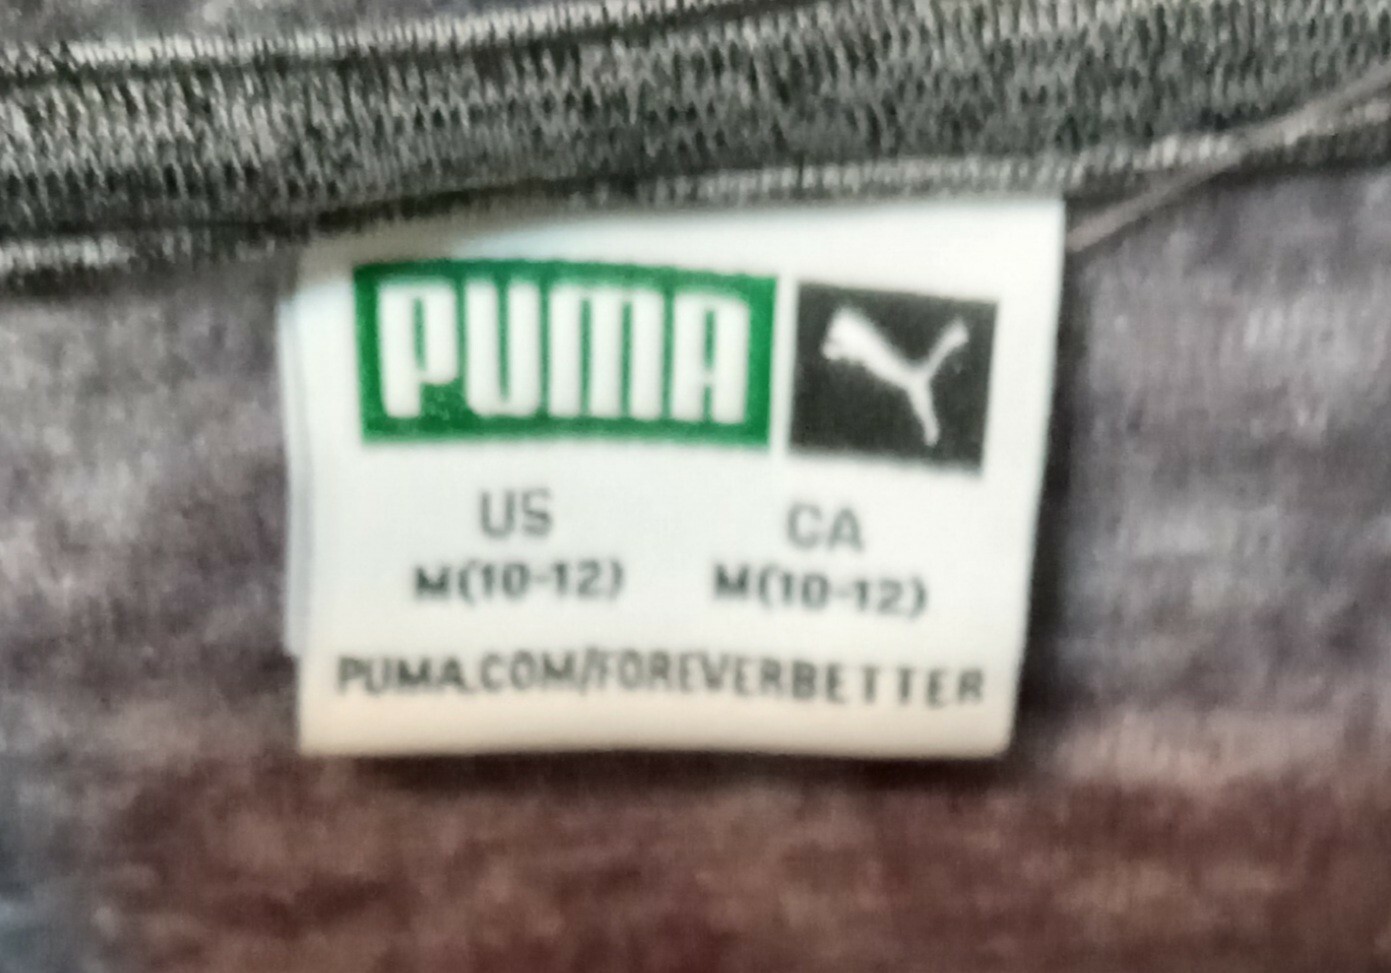 PUMA
US CA
M(10-12) M(10-12)
PUMA.COM/FOREVERBETTER